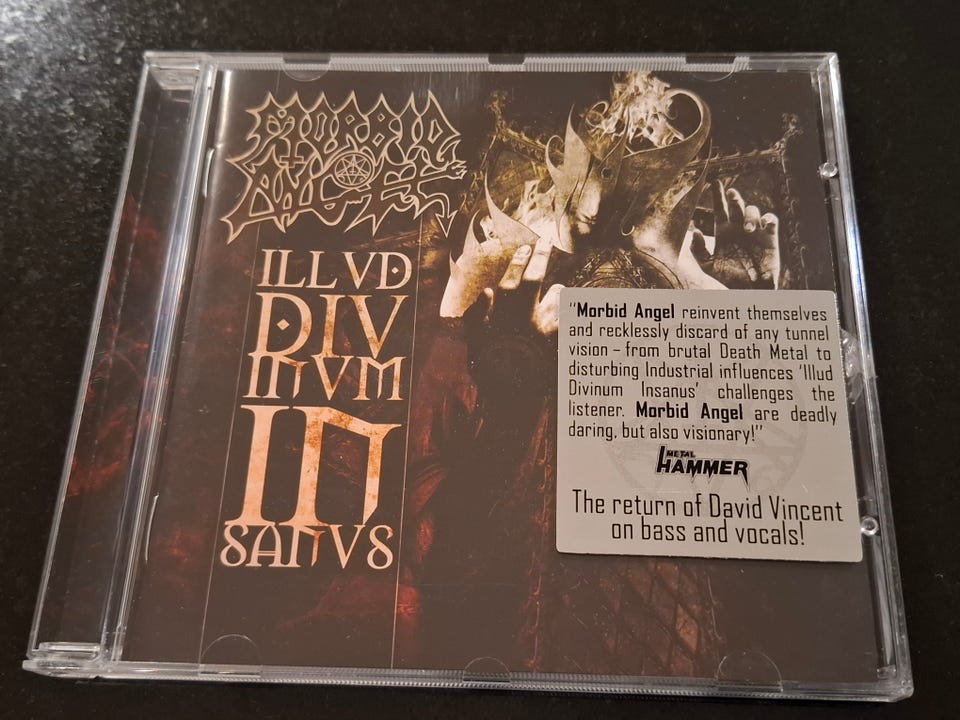 MORBID
ANGEL
ILLVD
DIV
INVM
IN
SANVS
"Morbid Angel reinvent themselves
and recklessly discard of any tunnel
vision – from brutal Death Metal to
disturbing Industrial influences 'Illud
Divinum Insanus' challenges the
listener. Morbid Angel are deadly
daring, but also visionary!"
METAL
HAMMER
The return of David Vincent
on bass and vocals!